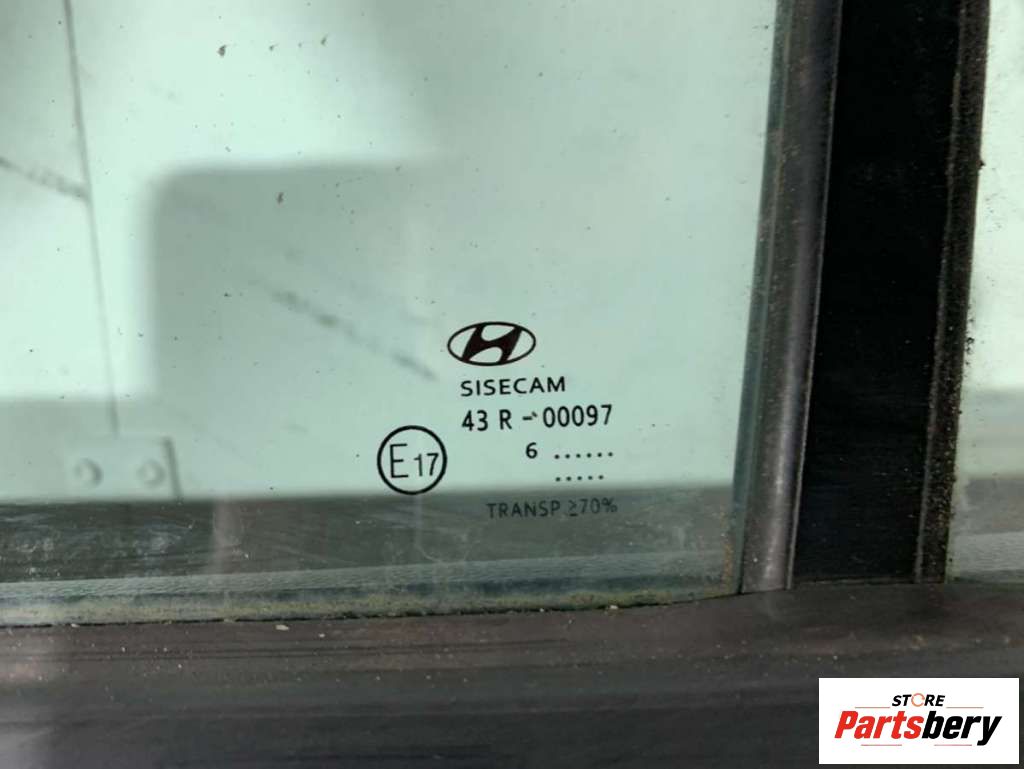 SISECAM
43 R-00097
E17
6 ......
.....
TRANSP ≥70%
STORE
Partsbery